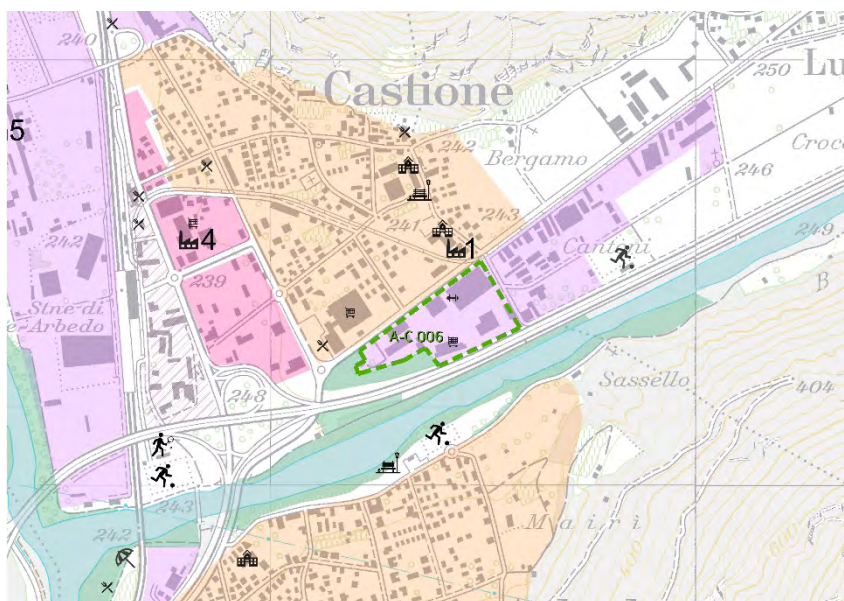 240
Castione
250
Lu
5
242
Bergamo
246
Croce
241
243
4
1
242
Cantoni
249
239
B
Stne-di
e-Arbedo
A-C 006
Sassello
248
404
243
242
Mairì
600